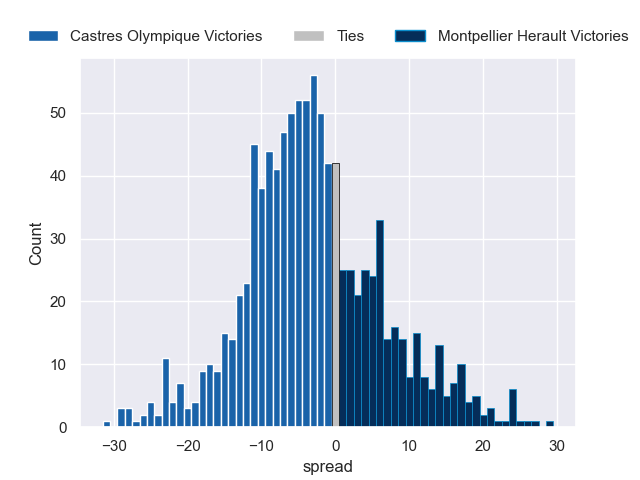 Castres Olympique Victories Ties Montpellier Herault Victories
50
40
30
20
10
0
Count
−30 −20 −10 0 10 20 30
spread